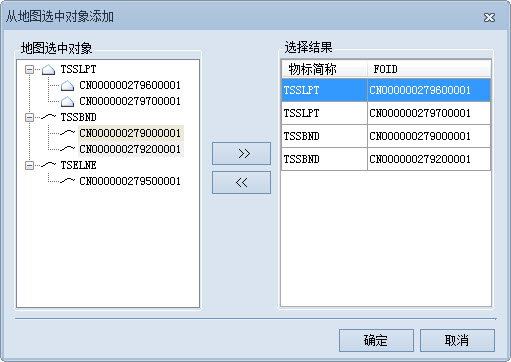 从地图选中对象添加
地图选中对象
TSSLPT
CN000000279600001
CN000000279700001
TSSBND
CN000000279000001
CN000000279200001
TSELNE
CN000000279500001
>>
<<
选择结果
物标简称 FOID
TSSLPT CN000000279600001
TSSLPT CN000000279700001
TSSBND CN000000279000001
TSSBND CN000000279200001
确定 取消